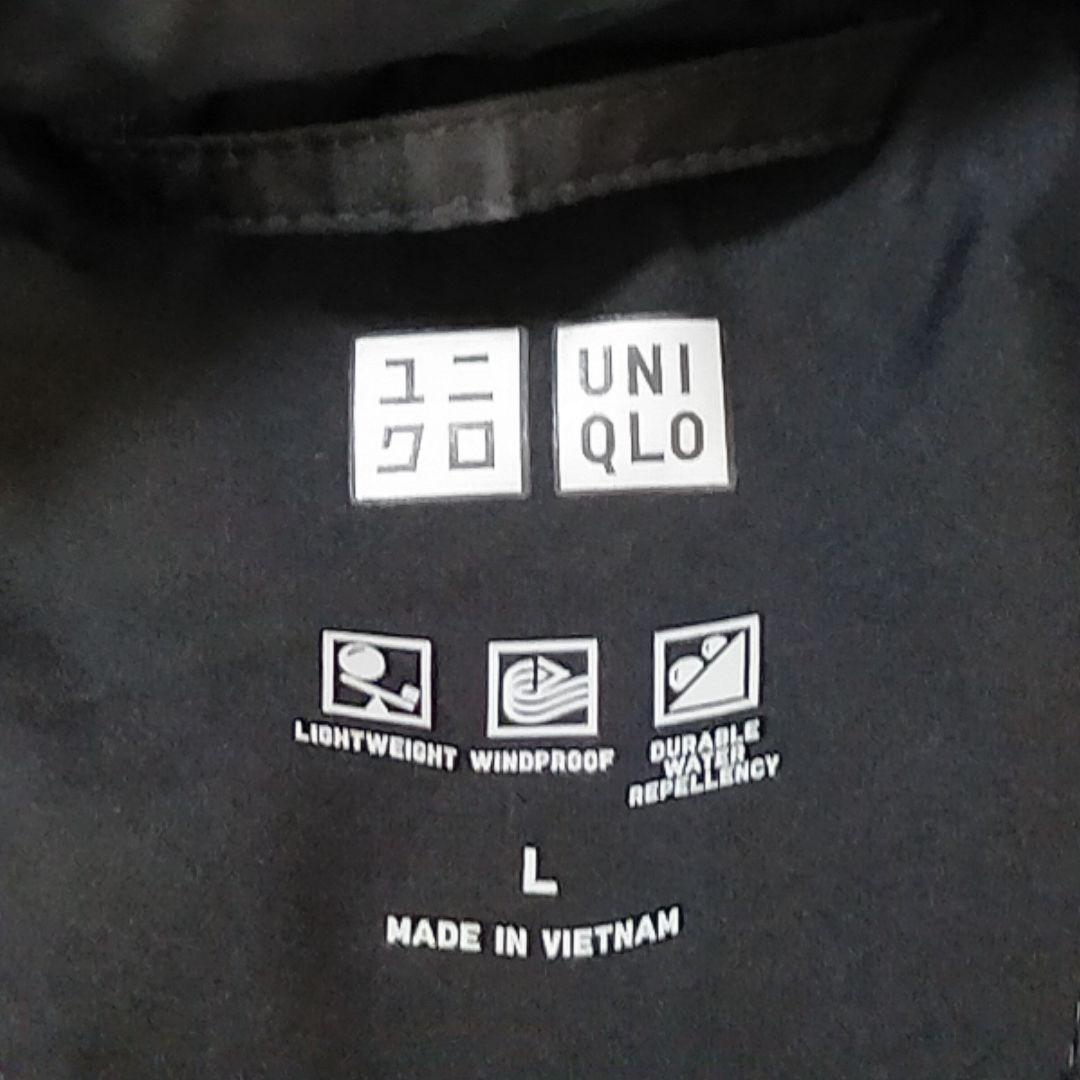 ユニ
クロ
UNI
QLO
LIGHTWEIGHT
WINDPROOF
DURABLE
WATER
REPELLENCY
L
MADE IN VIETNAM